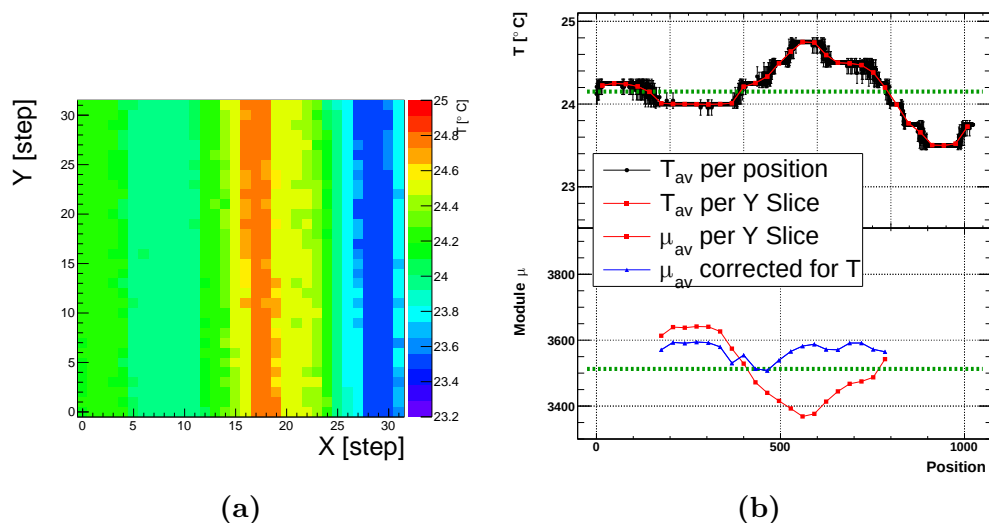 Y [step]
30
25
20
15
10
5
0
0 5 10 15 20 25 30
X [step]
25
24.8
24.6
24.4
24.2
24
23.8
23.6
23.4
23.2
T [° C]
(a)
T [° C]
25
24
23
T_av per position
T_av per Y Slice
μ_av per Y Slice
μ_av corrected for T
Module μ
3800
3600
3400
0 500 1000
Position
(b)